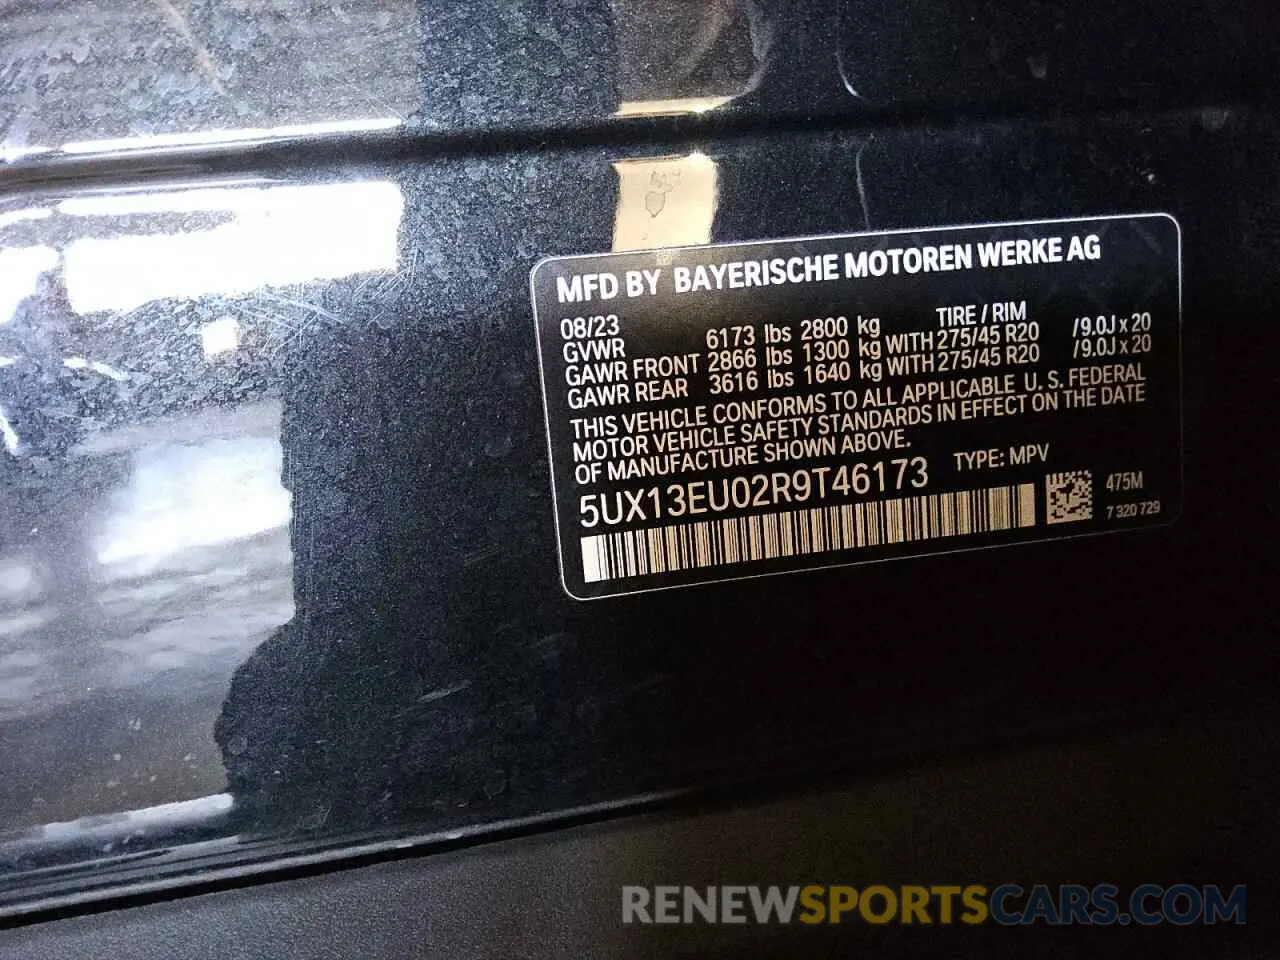 MFD BY BAYERISCHE MOTOREN WERKE AG
08/23 TIRE / RIM
GVWR 6173 lbs 2800 kg
GAWR FRONT 2866 lbs 1300 kg WITH 275/45 R20 /9.0J x 20
GAWR REAR 3616 lbs 1640 kg WITH 275/45 R20 /9.0J x 20
THIS VEHICLE CONFORMS TO ALL APPLICABLE U. S. FEDERAL
MOTOR VEHICLE SAFETY STANDARDS IN EFFECT ON THE DATE
OF MANUFACTURE SHOWN ABOVE.
5UX13EU02R9T46173 TYPE: MPV
475M
7 320 729
RENEWSPORTSCARS.COM